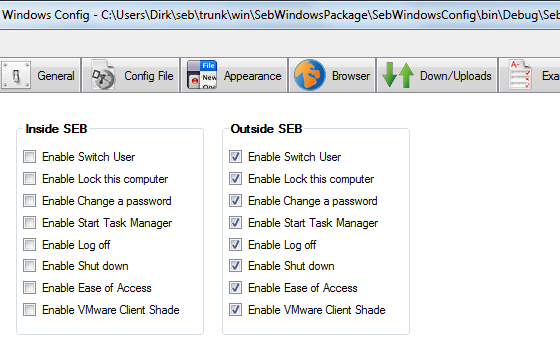 Windows Config - C:\Users\Dirk\seb\trunk\win\SebWindowsPackage\SebWindowsConfig\bin\Debug\Seb
General Config File Appearance Browser Down/Uploads Exa
File
New
Ope
A-
Inside SEB Outside SEB
Enable Switch User Enable Switch User
Enable Lock this computer Enable Lock this computer
Enable Change a password Enable Change a password
Enable Start Task Manager Enable Start Task Manager
Enable Log off Enable Log off
Enable Shut down Enable Shut down
Enable Ease of Access Enable Ease of Access
Enable VMware Client Shade Enable VMware Client Shade